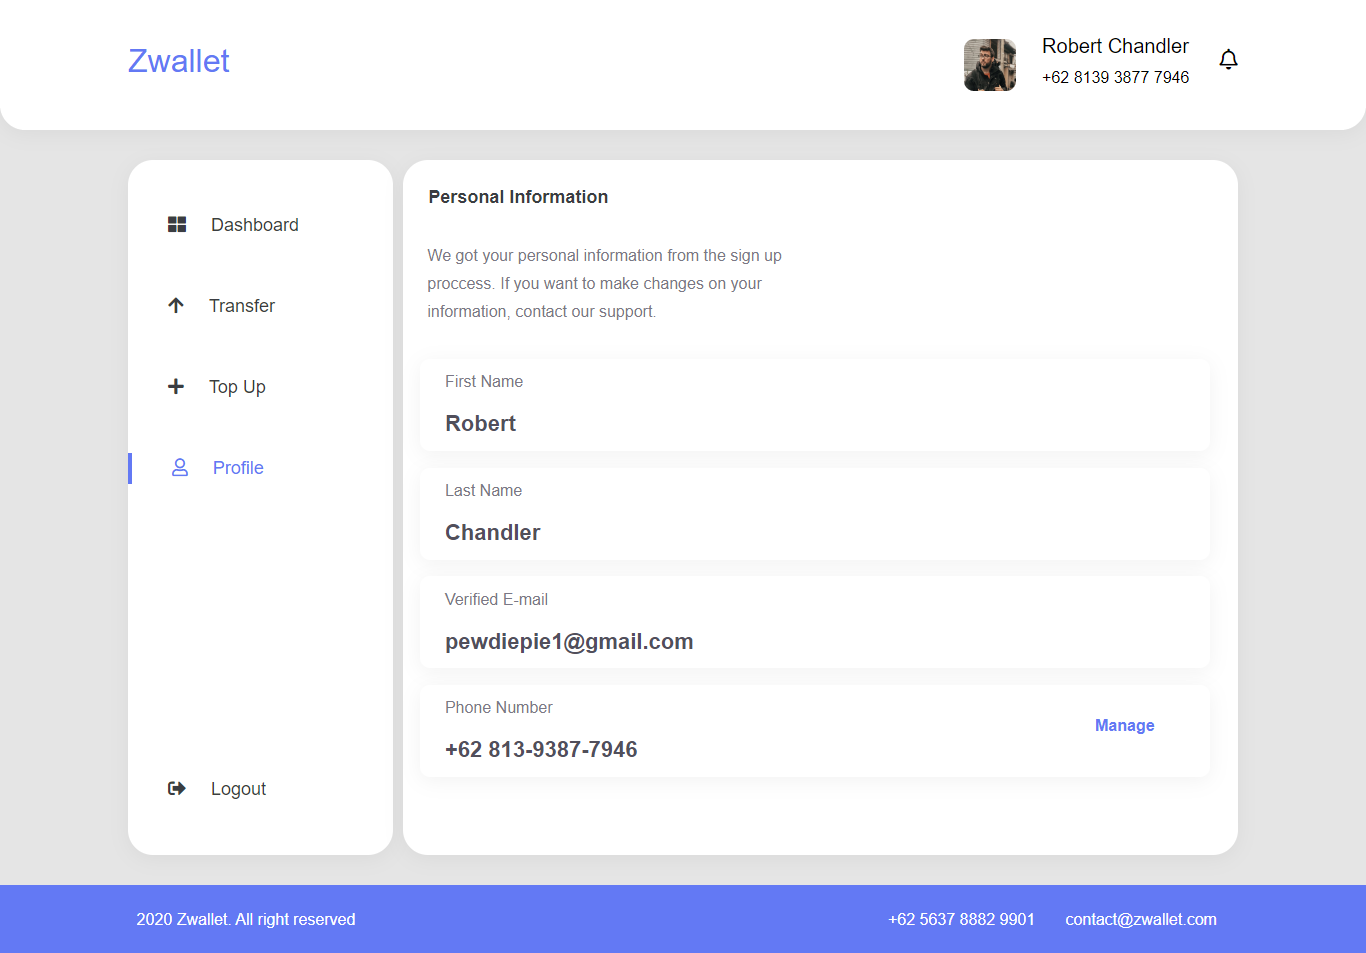 Zwallet
Robert Chandler
+62 8139 3877 7946
Dashboard
Transfer
Top Up
Profile
Logout
Personal Information
We got your personal information from the sign up
proccess. If you want to make changes on your
information, contact our support.
First Name
Robert
Last Name
Chandler
Verified E-mail
pewdiepie1@gmail.com
Phone Number
+62 813-9387-7946
Manage
2020 Zwallet. All right reserved
+62 5637 8882 9901
contact@zwallet.com